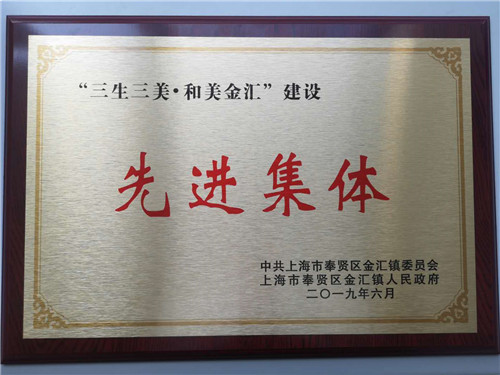 “三生三美·和美金汇”建设
先进集体
中共上海市奉贤区金汇镇委员会
上海市奉贤区金汇镇人民政府
二〇一九年六月